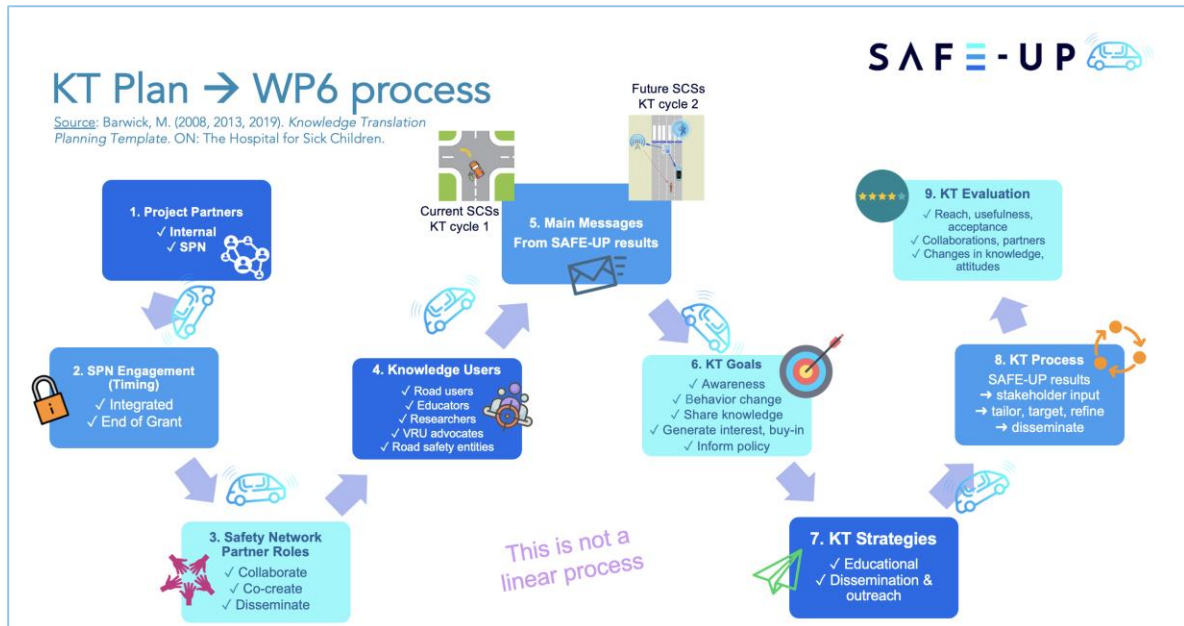 SAFE-UP
KT Plan → WP6 process
Source: Barwick, M. (2008, 2013, 2019). Knowledge Translation
Planning Template. ON: The Hospital for Sick Children.
Current SCSs
KT cycle 1
Future SCSs
KT cycle 2
1. Project Partners
✓ Internal
✓ SPN
2. SPN Engagement
(Timing)
✓ Integrated
✓ End of Grant
3. Safety Network
Partner Roles
✓ Collaborate
✓ Co-create
✓ Disseminate
4. Knowledge Users
✓ Road users
✓ Educators
✓ Researchers
✓ VRU advocates
✓ Road safety entities
5. Main Messages
From SAFE-UP results
6. KT Goals
✓ Awareness
✓ Behavior change
✓ Share knowledge
✓ Generate interest, buy-in
✓ Inform policy
7. KT Strategies
✓ Educational
✓ Dissemination &
outreach
8. KT Process
SAFE-UP results
→ stakeholder input
→ tailor, target, refine
→ disseminate
9. KT Evaluation
✓ Reach, usefulness,
acceptance
✓ Collaborations, partners
✓ Changes in knowledge,
attitudes
This is not a
linear process